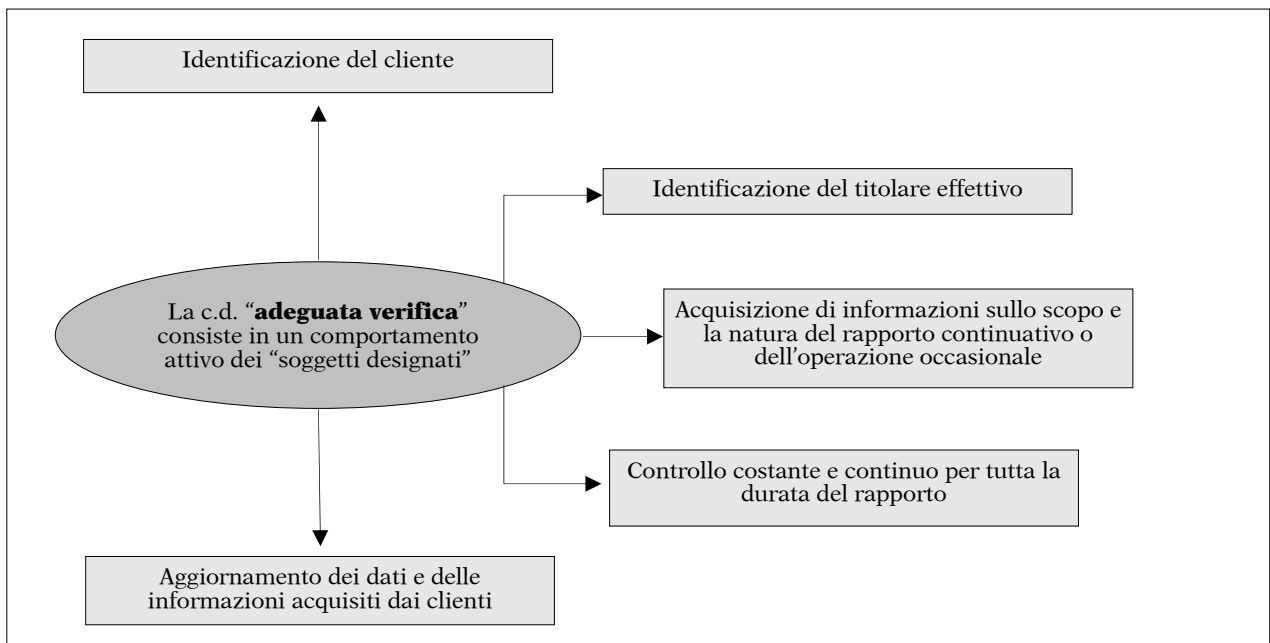 Identificazione del cliente
Identificazione del titolare effettivo
La c.d. “adeguata verifica”
consiste in un comportamento
attivo dei “soggetti designati”
Acquisizione di informazioni sullo scopo e
la natura del rapporto continuativo o
dell’operazione occasionale
Controllo costante e continuo per tutta la
durata del rapporto
Aggiornamento dei dati e delle
informazioni acquisiti dai clienti